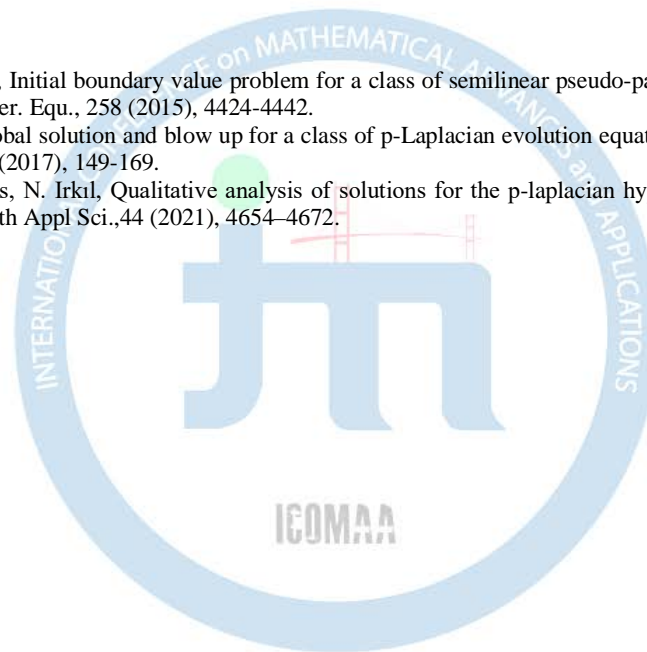 , Initial boundary value problem for a class of semilinear pseudo-pa
er. Equ., 258 (2015), 4424-4442.
obal solution and blow up for a class of p-Laplacian evolution equat
(2017), 149-169.
s, N. Irkıl, Qualitative analysis of solutions for the p-laplacian hy
th Appl Sci.,44 (2021), 4654–4672.
INTERNATIONAL CONFERENCE on MATHEMATICAL ADVANCES and APPLICATIONS
ICOMAA